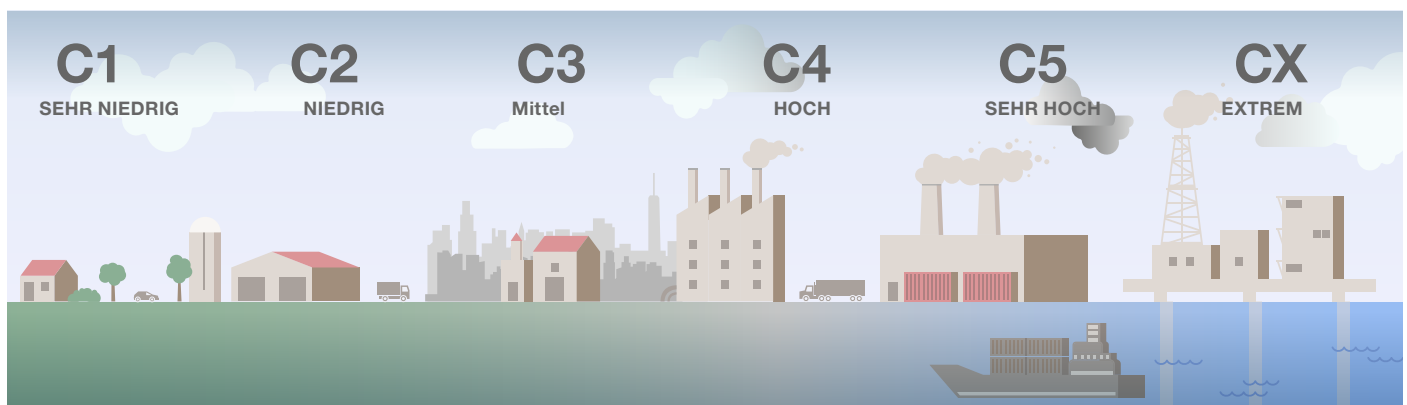 C1 C2 C3 C4 C5 CX
SEHR NIEDRIG NIEDRIG Mittel HOCH SEHR HOCH EXTREM